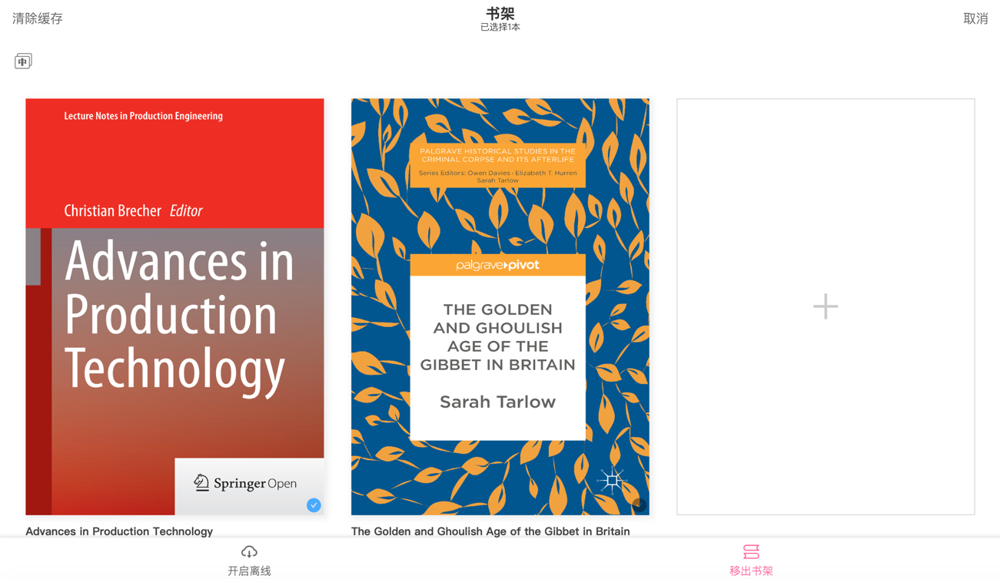 清除缓存
书架
已选择1本
取消
中
Lecture Notes in Production Engineering
Christian Brecher Editor
Advances in
Production
Technology
Springer Open
Advances in Production Technology
PALGRAVE HISTORICAL STUDIES IN THE
CRIMINAL CORPSE AND ITS AFTERLIFE
Series Editors: Owen Davies · Elizabeth T. Hurren
Sarah Tarlow
palgrave pivot
THE GOLDEN
AND GHOULISH
AGE OF THE
GIBBET IN BRITAIN
Sarah Tarlow
The Golden and Ghoulish Age of the Gibbet in Britain
开启离线
移出书架